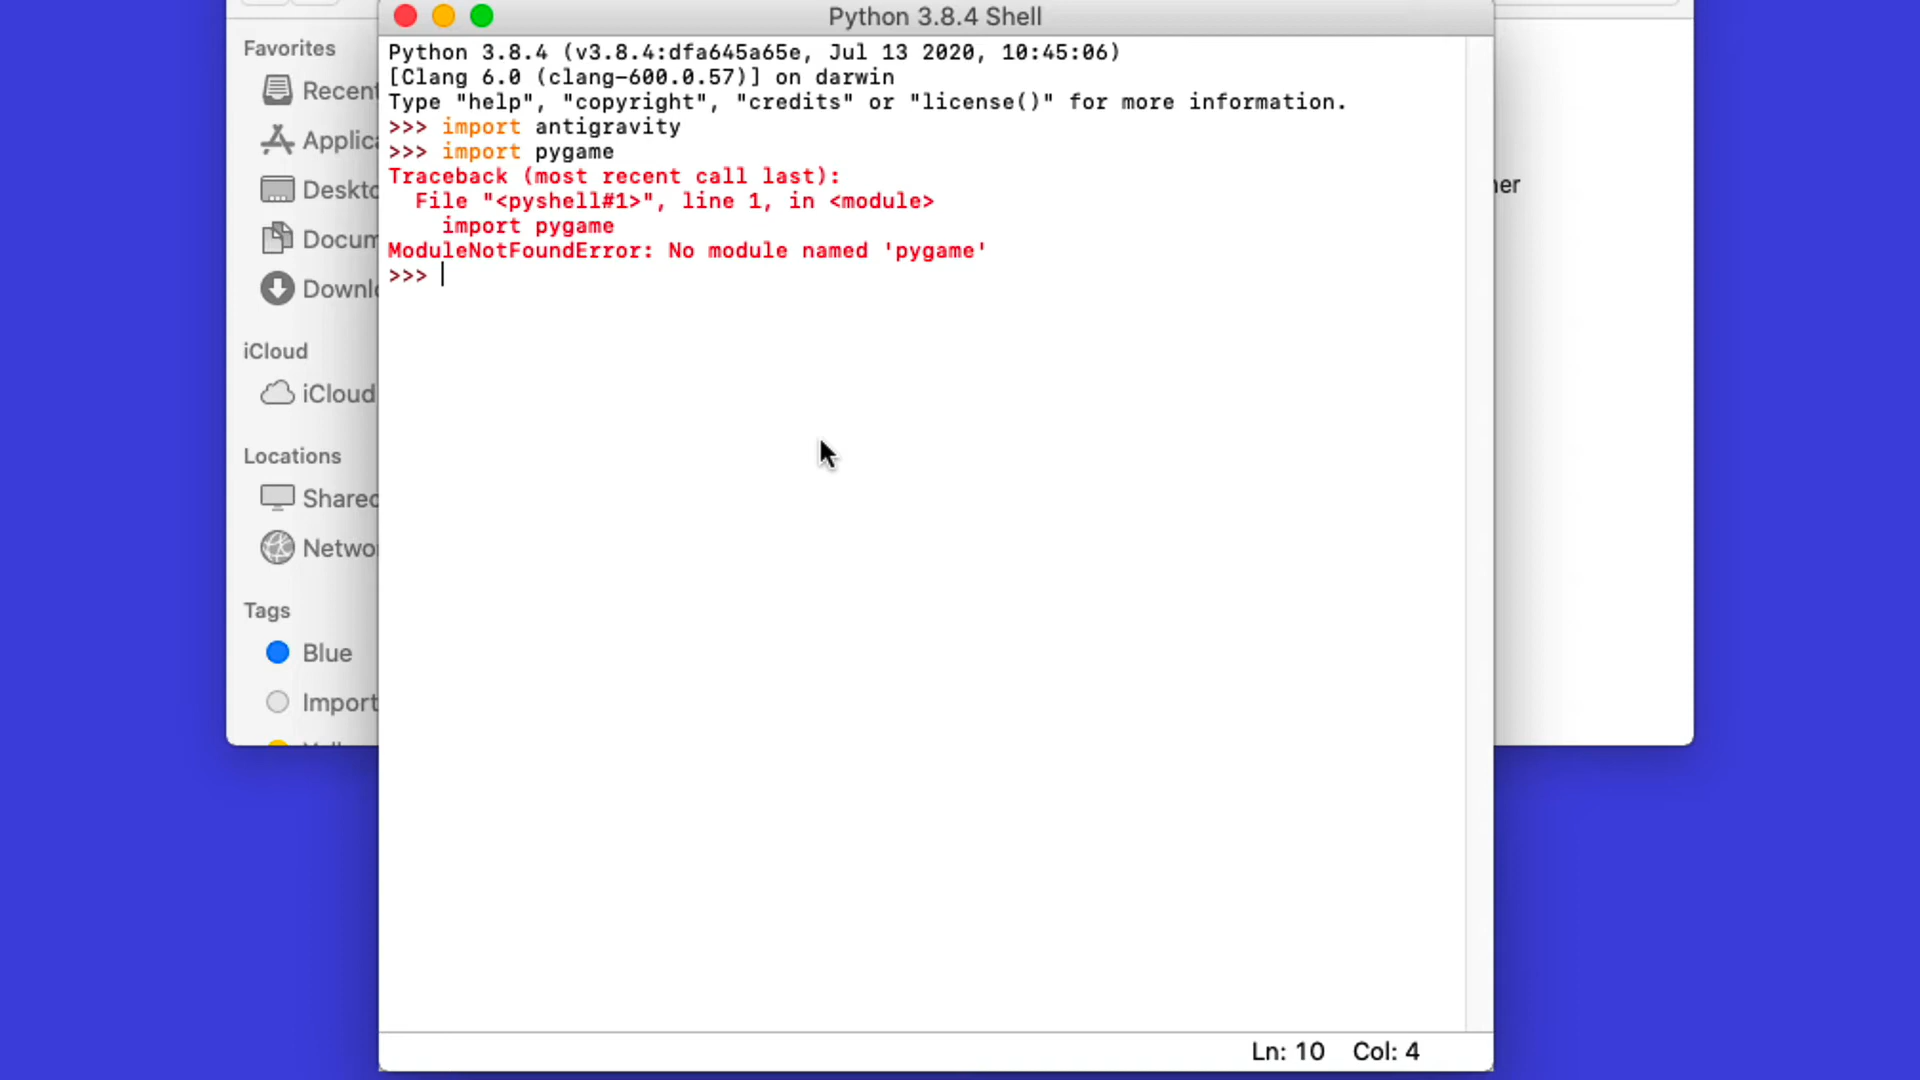 Python 3.8.4 Shell
Python 3.8.4 (v3.8.4:dfa645a65e, Jul 13 2020, 10:45:06)
[Clang 6.0 (clang-600.0.57)] on darwin
Type "help", "copyright", "credits" or "license()" for more information.
>>> import antigravity
>>> import pygame
Traceback (most recent call last):
  File "<pyshell#1>", line 1, in <module>
    import pygame
ModuleNotFoundError: No module named 'pygame'
>>>
Ln: 10 Col: 4
Favorites
Recent
Applica
Deskto
Docum
Downlo
iCloud
iCloud
Locations
Shared
Networ
Tags
Blue
Import
her